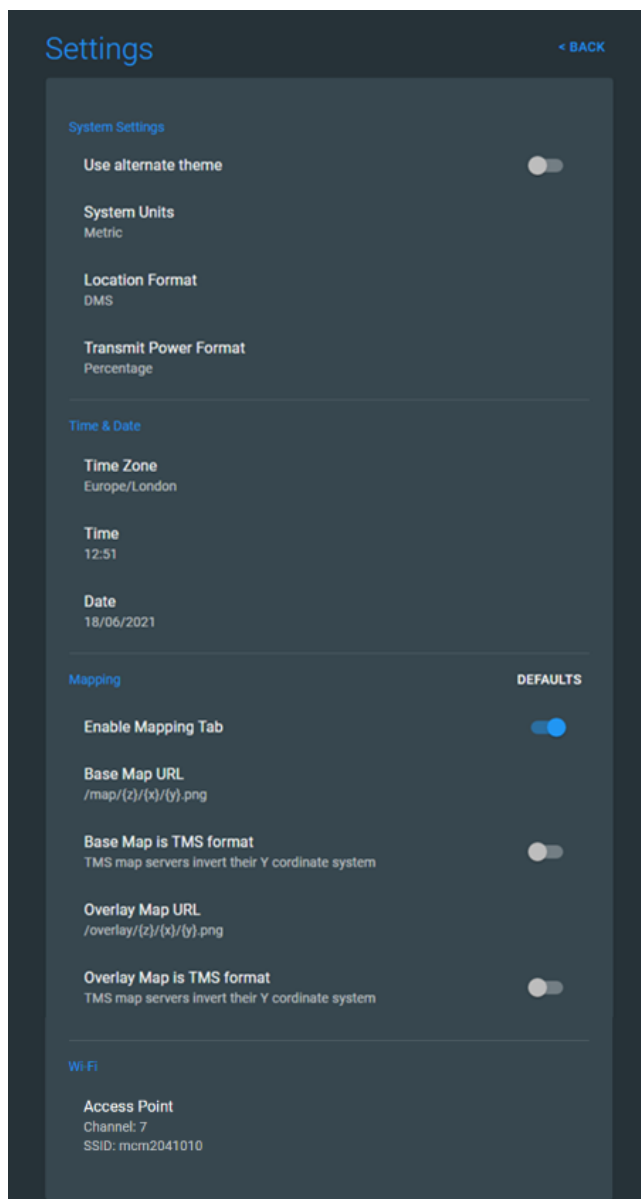 Settings
< BACK
System Settings
Use alternate theme
System Units
Metric
Location Format
DMS
Transmit Power Format
Percentage
Time & Date
Time Zone
Europe/London
Time
12:51
Date
18/06/2021
Mapping
DEFAULTS
Enable Mapping Tab
Base Map URL
/map/{z}/{x}/{y}.png
Base Map is TMS format
TMS map servers invert their Y cordinate system
Overlay Map URL
/overlay/{z}/{x}/{y}.png
Overlay Map is TMS format
TMS map servers invert their Y cordinate system
Wi-Fi
Access Point
Channel: 7
SSID: mcm2041010